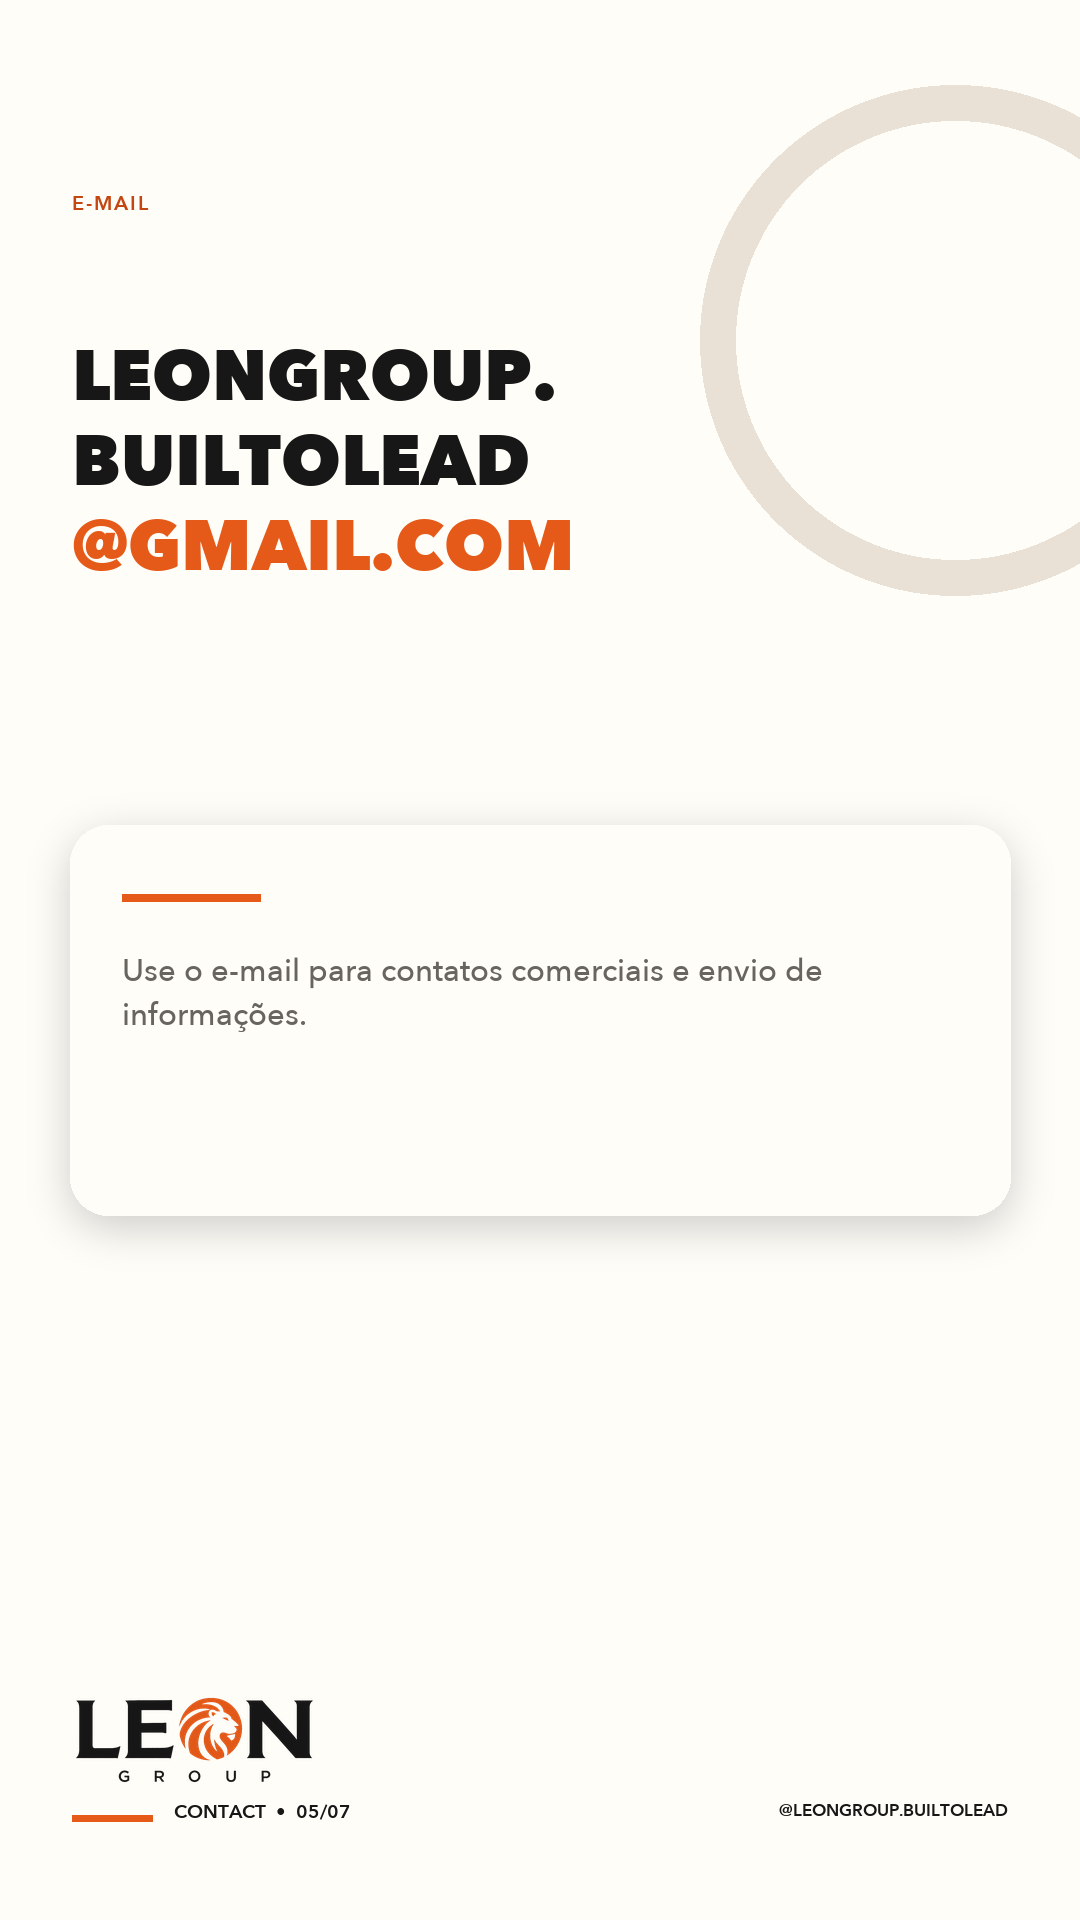 E-MAIL
LEONGROUP.
BUILTOLEAD
@GMAIL.COM
Use o e-mail para contatos comerciais e envio de
informações.
LEON
GROUP
CONTACT • 05/07
@LEONGROUP.BUILTOLEAD